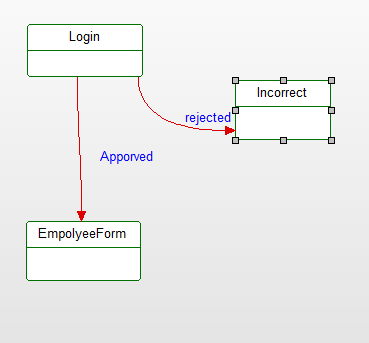 Login
Incorrect
rejected
Apporved
EmpolyeeForm